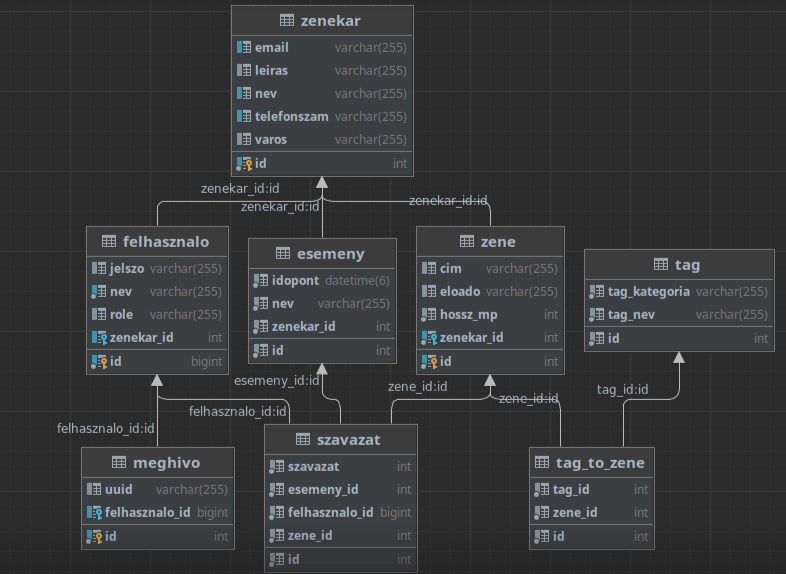 zenekar
email varchar(255)
leiras varchar(255)
nev varchar(255)
telefonszam varchar(255)
varos varchar(255)
id int
zenekar_id:id
zenekar_id:id
zenekar_id:id
felhasznalo
jelszo varchar(255)
nev varchar(255)
role varchar(255)
zenekar_id int
id bigint
esemeny
idopont datetime(6)
nev varchar(255)
zenekar_id int
id int
zene
cim varchar(255)
eloado varchar(255)
hossz_mp int
zenekar_id int
id int
tag
tag_kategoria varchar(255)
tag_nev varchar(255)
id int
esemeny_id:id
zene_id:id
tag_id:id
zene_id:id
felhasznalo_id:id
felhasznalo_id:id
meghivo
uuid varchar(255)
felhasznalo_id bigint
id int
szavazat
szavazat int
esemeny_id int
felhasznalo_id bigint
zene_id int
id int
tag_to_zene
tag_id int
zene_id int
id int